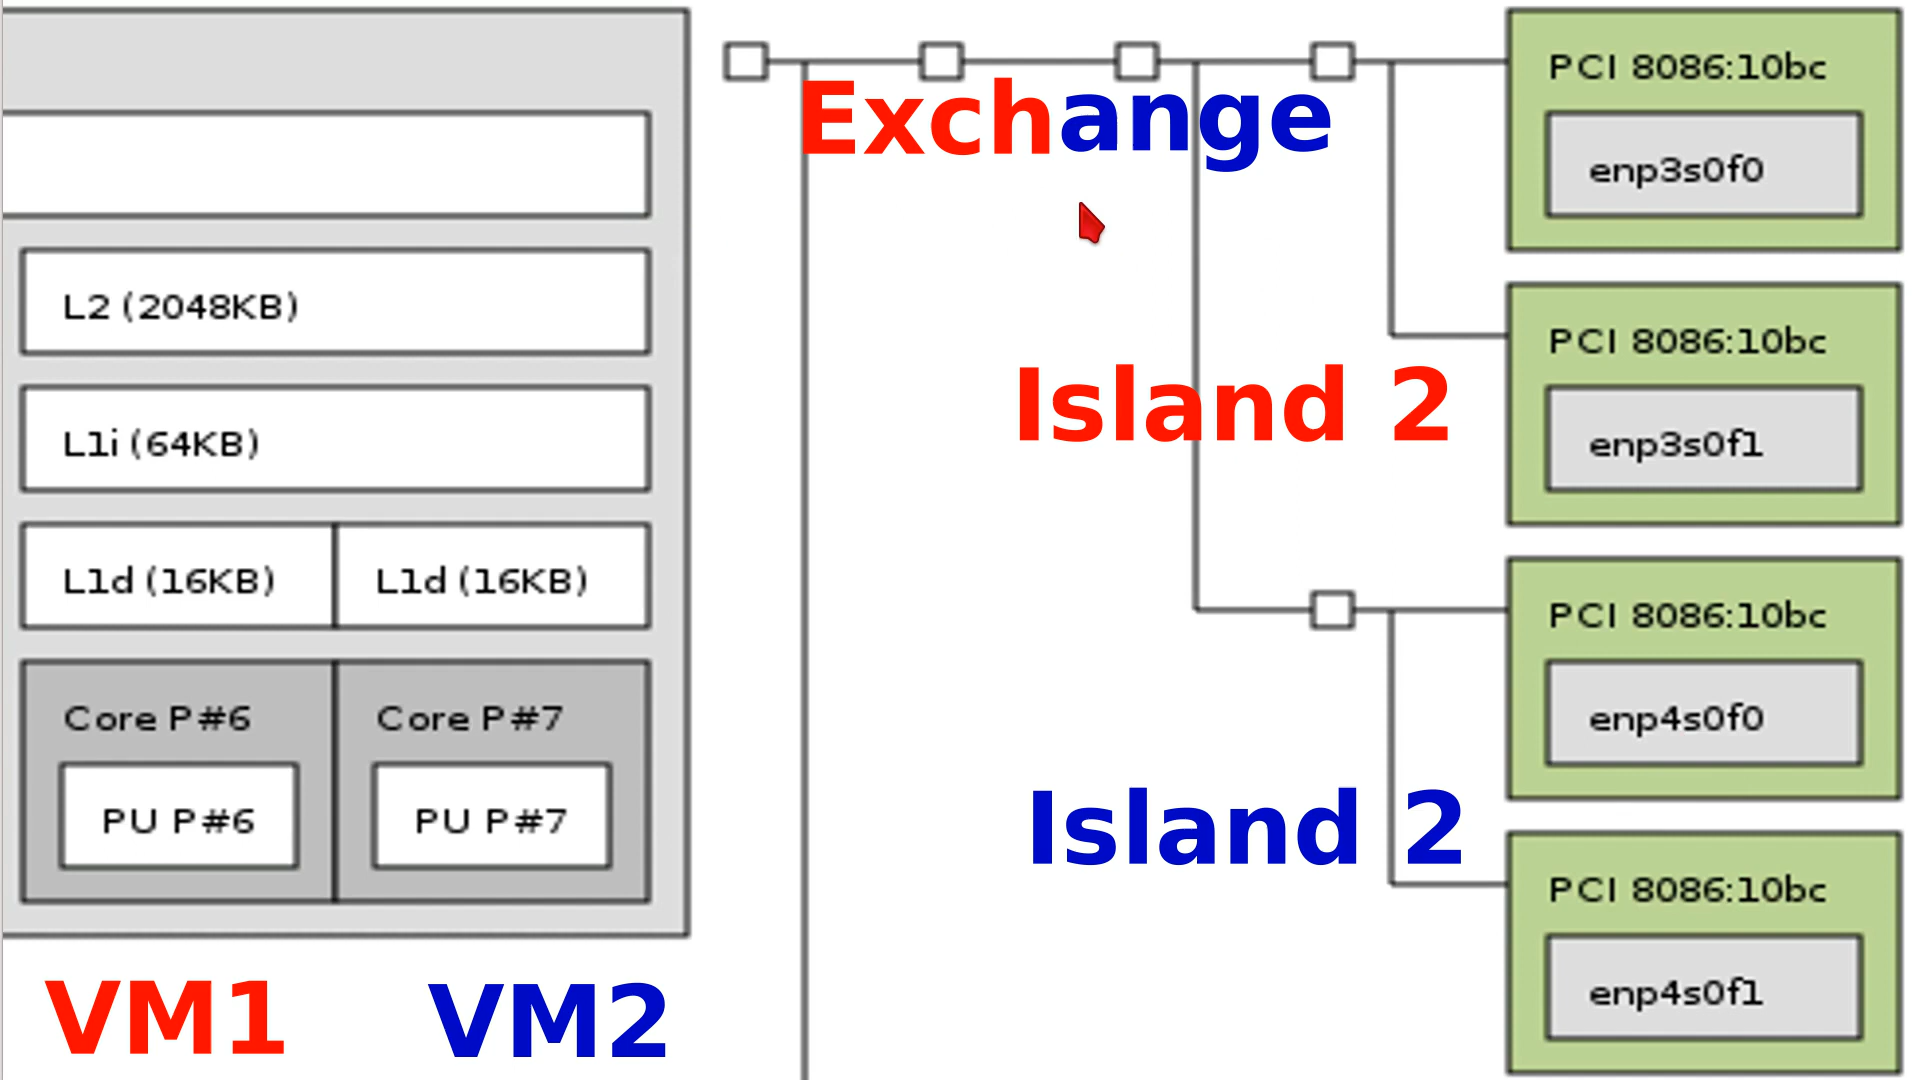 L2 (2048KB)
L1i (64KB)
L1d (16KB)
L1d (16KB)
Core P#6
Core P#7
PU P#6
PU P#7
VM1
VM2
Exchange
Island 2
Island 2
PCI 8086:10bc
enp3s0f0
PCI 8086:10bc
enp3s0f1
PCI 8086:10bc
enp4s0f0
PCI 8086:10bc
enp4s0f1